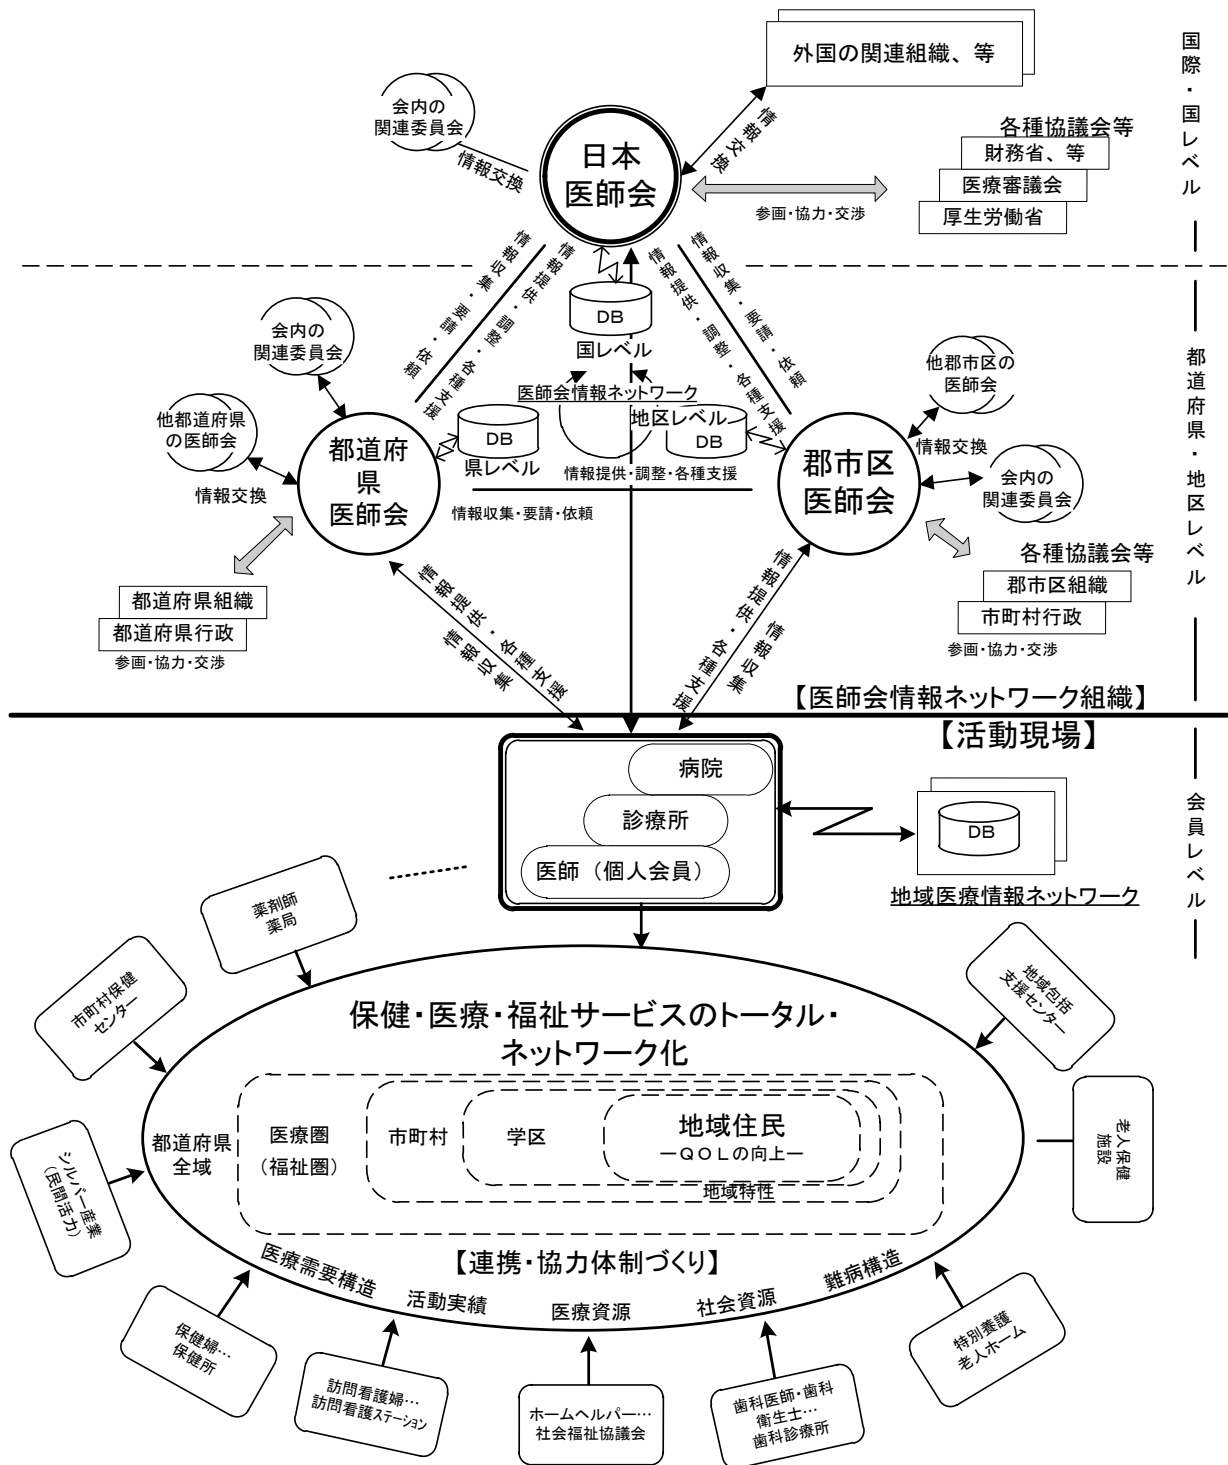 外国の関連組織、等
会内の
関連委員会
情報交換
日本
医師会
情報交換
各種協議会等
財務省、等
医療審議会
厚生労働省
参画・協力・交渉
国際・国レベル
情報収集・要請・依頼
情報提供・調整・各種支援
情報提供・調整・各種支援
情報収集・要請・依頼
DB
国レベル
医師会情報ネットワーク
DB
県レベル
地区レベル
DB
情報提供・調整・各種支援
情報収集・要請・依頼
会内の
関連委員会
他都道府県
の医師会
情報交換
都道府
県
医師会
都道府県組織
都道府県行政
参画・協力・交渉
他郡市区の
医師会
情報交換
郡市区
医師会
会内の
関連委員会
各種協議会等
郡市区組織
市町村行政
参画・協力・交渉
都道府県・地区レベル
情報提供・各種支援
情報収集
情報提供・各種支援
情報収集
【医師会情報ネットワーク組織】
【活動現場】
病院
診療所
医師（個人会員）
DB
地域医療情報ネットワーク
会員レベル
薬剤師
薬局
市町村保健
センター
地域包括
支援センター
保健・医療・福祉サービスのトータル・
ネットワーク化
都道府県
全域
医療圏
（福祉圏）
市町村
学区
地域住民
―QOLの向上―
地域特性
【連携・協力体制づくり】
医療需要構造
活動実績
医療資源
社会資源
難病構造
シルバー産業
（民間活力）
老人保健
施設
保健婦…
保健所
訪問看護婦…
訪問看護ステーション
ホームヘルパー…
社会福祉協議会
歯科医師・歯科
衛生士…
歯科診療所
特別養護
老人ホーム